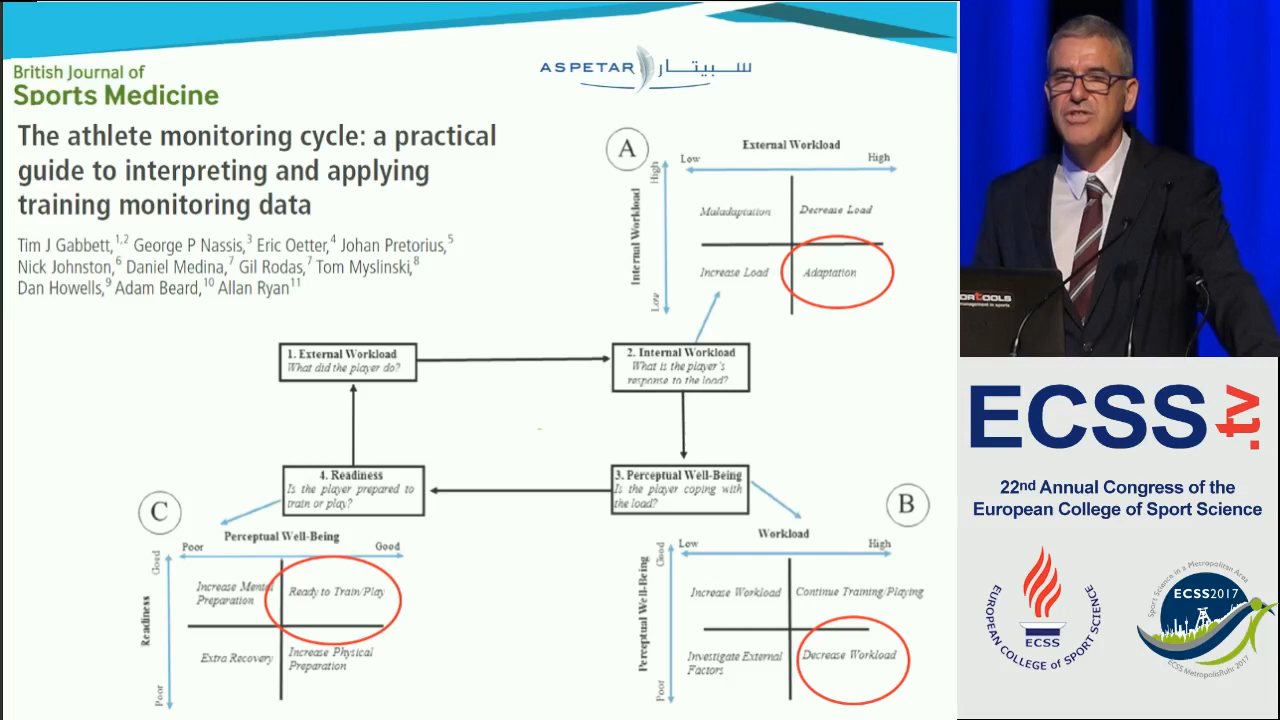 British Journal of
Sports Medicine
ASPETAR سبيتار
The athlete monitoring cycle: a practical
guide to interpreting and applying
training monitoring data
Tim J Gabbett,1,2 George P Nassis,3 Eric Oetter,4 Johan Pretorius,5
Nick Johnston,6 Daniel Medina,7 Gil Rodas,7 Tom Myslinski,8
Dan Howells,9 Adam Beard,10 Allan Ryan11
A
External Workload
Low High
Internal Workload
High
Low
Maladaptation Decrease Load
Increase Load Adaptation
1. External Workload
What did the player do?
2. Internal Workload
What is the player's
response to the load?
4. Readiness
Is the player prepared to
train or play?
3. Perceptual Well-Being
Is the player coping with
the load?
C
Perceptual Well-Being
Poor Good
Readiness
Good
Poor
Increase Mental
Preparation
Ready to Train/Play
Extra Recovery
Increase Physical
Preparation
B
Workload
Low High
Perceptual Well-Being
Good
Poor
Increase Workload Continue Training/Playing
Investigate External
Factors
Decrease Workload
management in sports
ECSS.tv
22nd Annual Congress of the
European College of Sport Science
EUROPEAN COLLEGE OF SPORT SCIENCE
ECSS
Sport Science in a Metropolitan Area
ECSS2017
ECSS MetropolisRuhr 2017